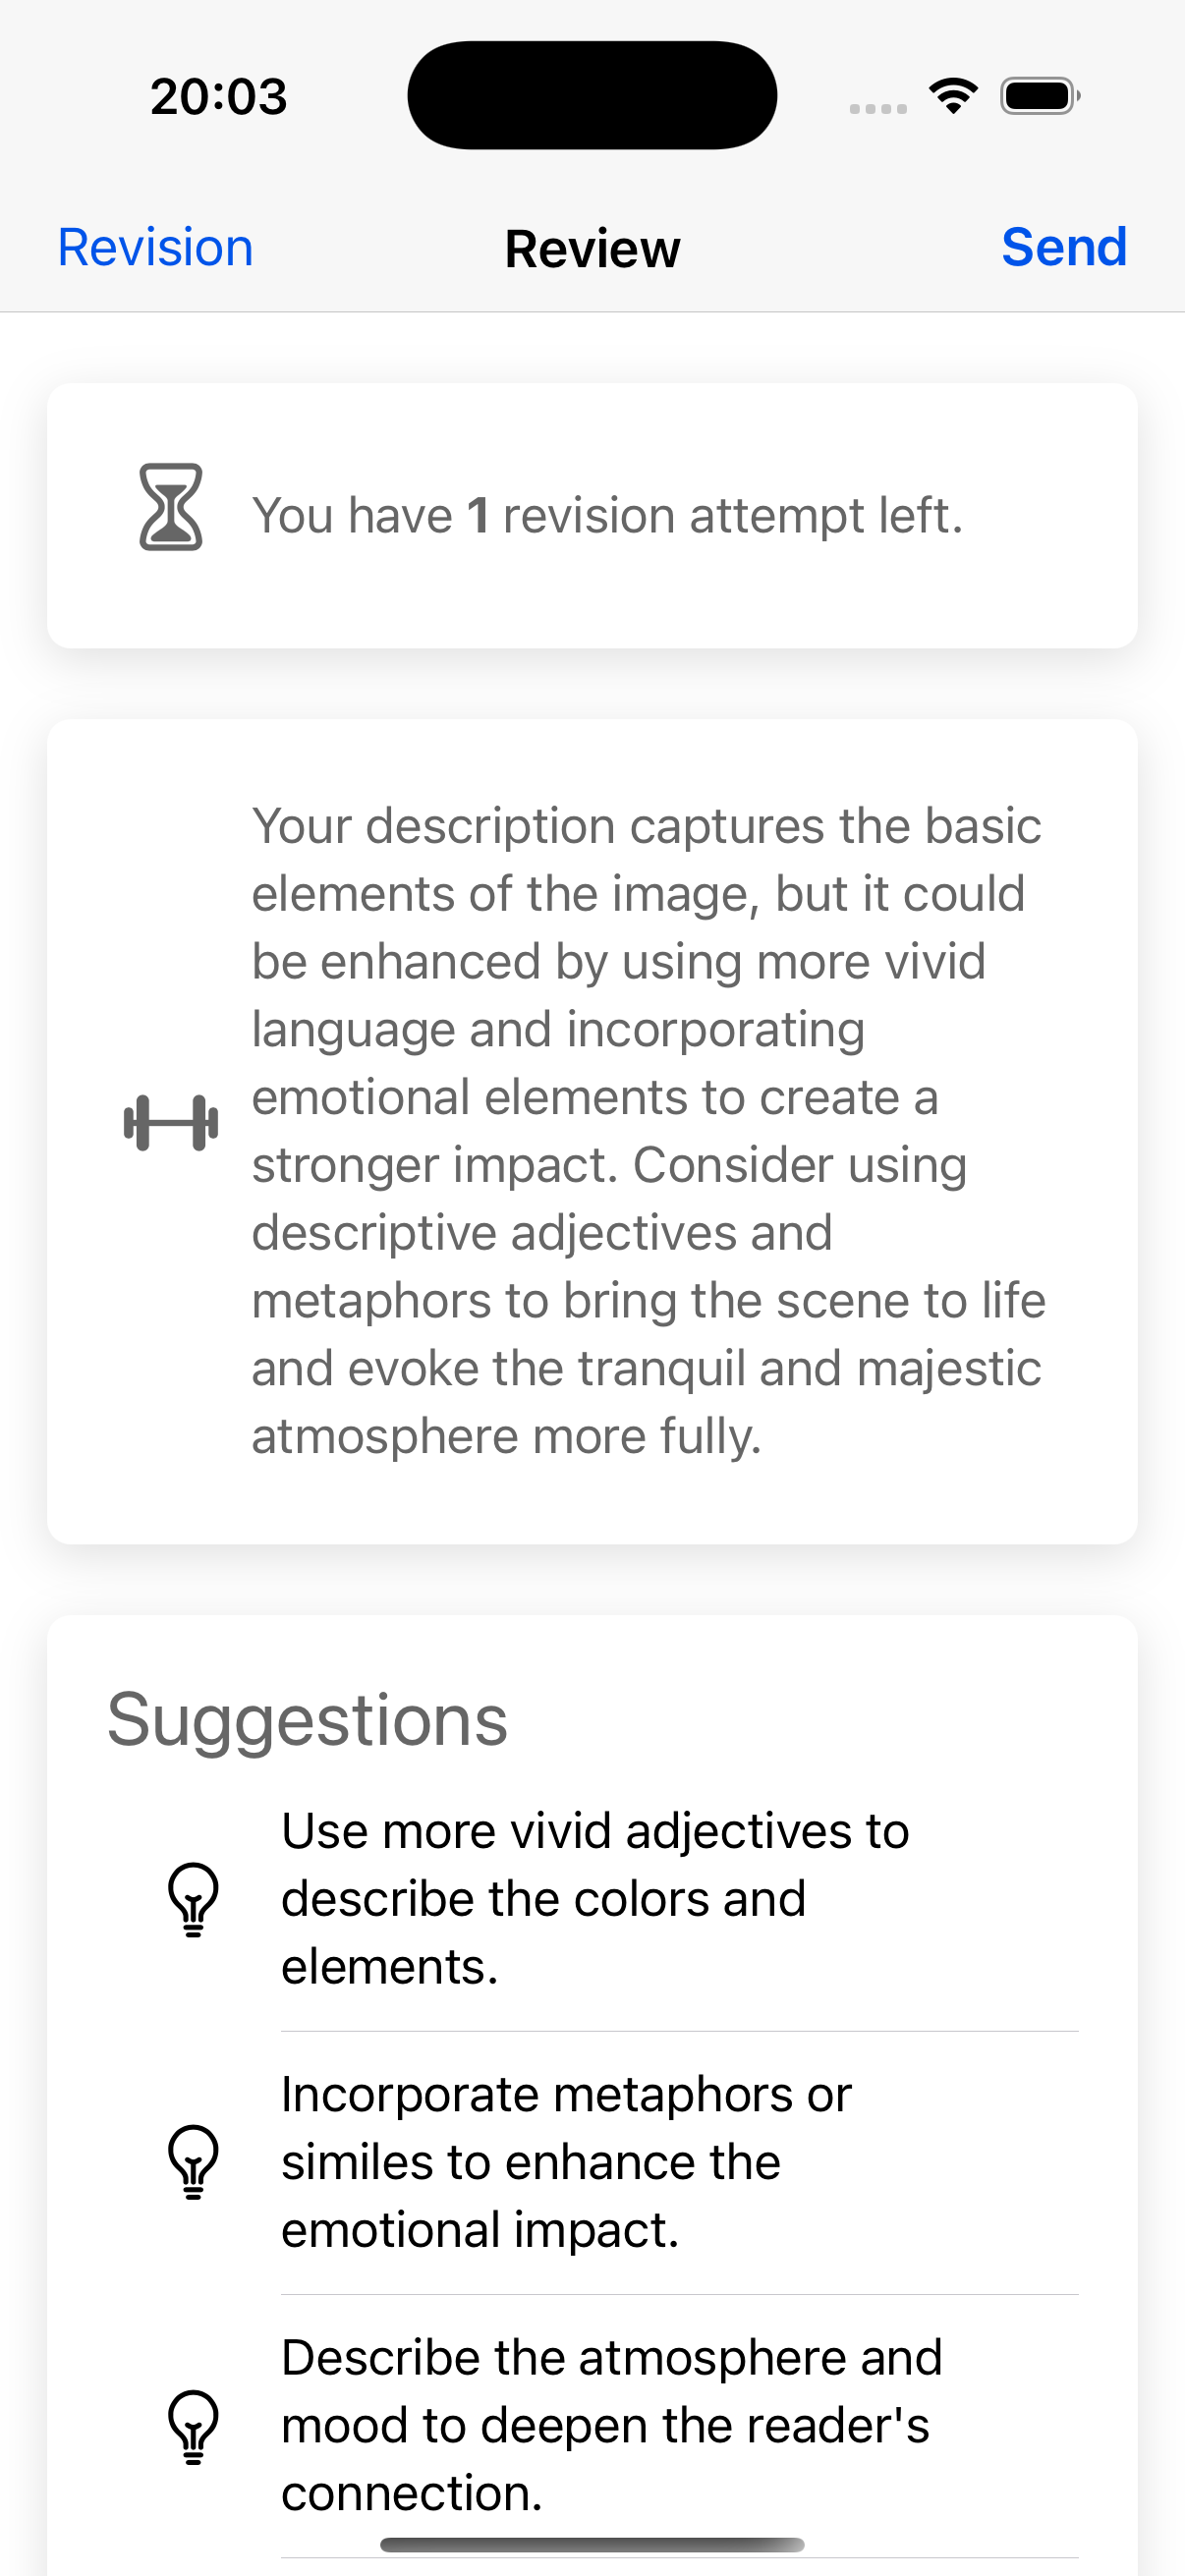 20:03
Revision
Review
Send
You have 1 revision attempt left.
Your description captures the basic
elements of the image, but it could
be enhanced by using more vivid
language and incorporating
emotional elements to create a
stronger impact. Consider using
descriptive adjectives and
metaphors to bring the scene to life
and evoke the tranquil and majestic
atmosphere more fully.
Suggestions
Use more vivid adjectives to
describe the colors and
elements.
Incorporate metaphors or
similes to enhance the
emotional impact.
Describe the atmosphere and
mood to deepen the reader's
connection.